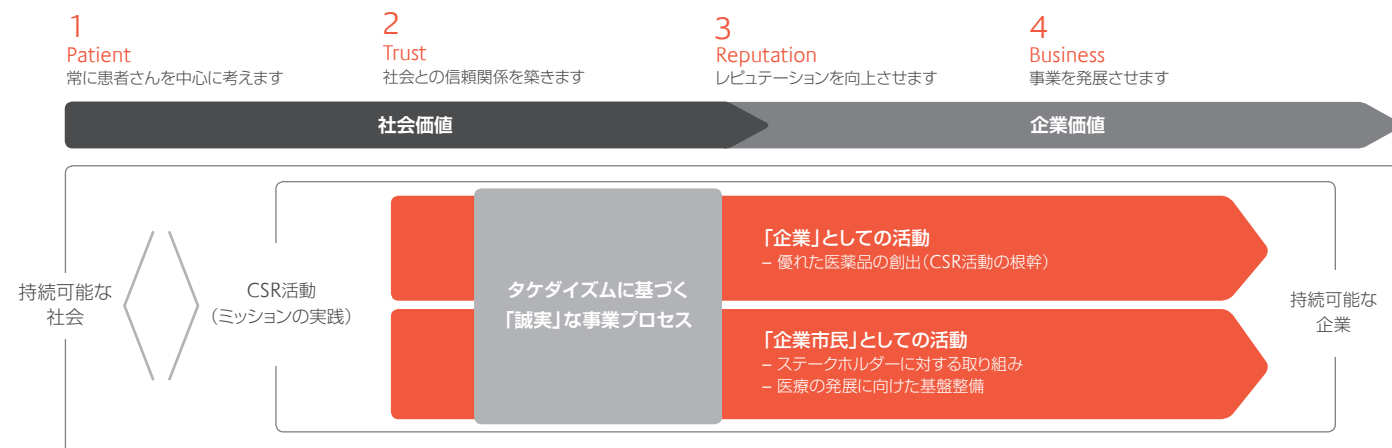 1
Patient
常に患者さんを中心に考えます
2
Trust
社会との信頼関係を築きます
3
Reputation
レピュテーションを向上させます
4
Business
事業を発展させます
社会価値
企業価値
持続可能な
社会
CSR活動
（ミッションの実践）
タケダイズムに基づく
「誠実」な事業プロセス
「企業」としての活動
– 優れた医薬品の創出（CSR活動の根幹）
「企業市民」としての活動
– ステークホルダーに対する取り組み
– 医療の発展に向けた基盤整備
持続可能な
企業